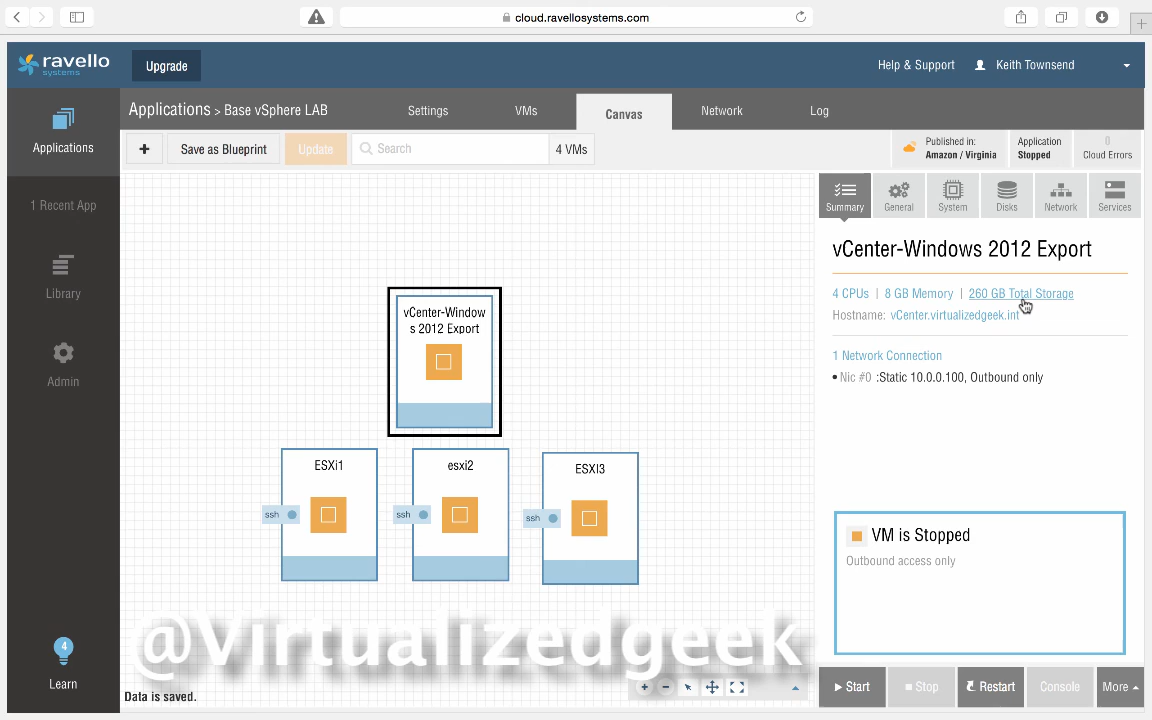 cloud.ravellosystems.com
ravello
systems
Upgrade
Help & Support
Keith Townsend
Applications
1 Recent App
Library
Admin
4
Learn
Applications > Base vSphere LAB
Settings
VMs
Canvas
Network
Log
+
Save as Blueprint
Update
Search
4 VMs
Published in:
Amazon / Virginia
Application
Stopped
0
Cloud Errors
vCenter-Window
s 2012 Export
ESXi1
ssh
esxi2
ssh
ESXI3
ssh
@Virtualizedgeek
Data is saved.
Summary
General
System
Disks
Network
Services
vCenter-Windows 2012 Export
4 CPUs | 8 GB Memory | 260 GB Total Storage
Hostname: vCenter.virtualizedgeek.int
1 Network Connection
• Nic #0 :Static 10.0.0.100, Outbound only
VM is Stopped
Outbound access only
Start
Stop
Restart
Console
More